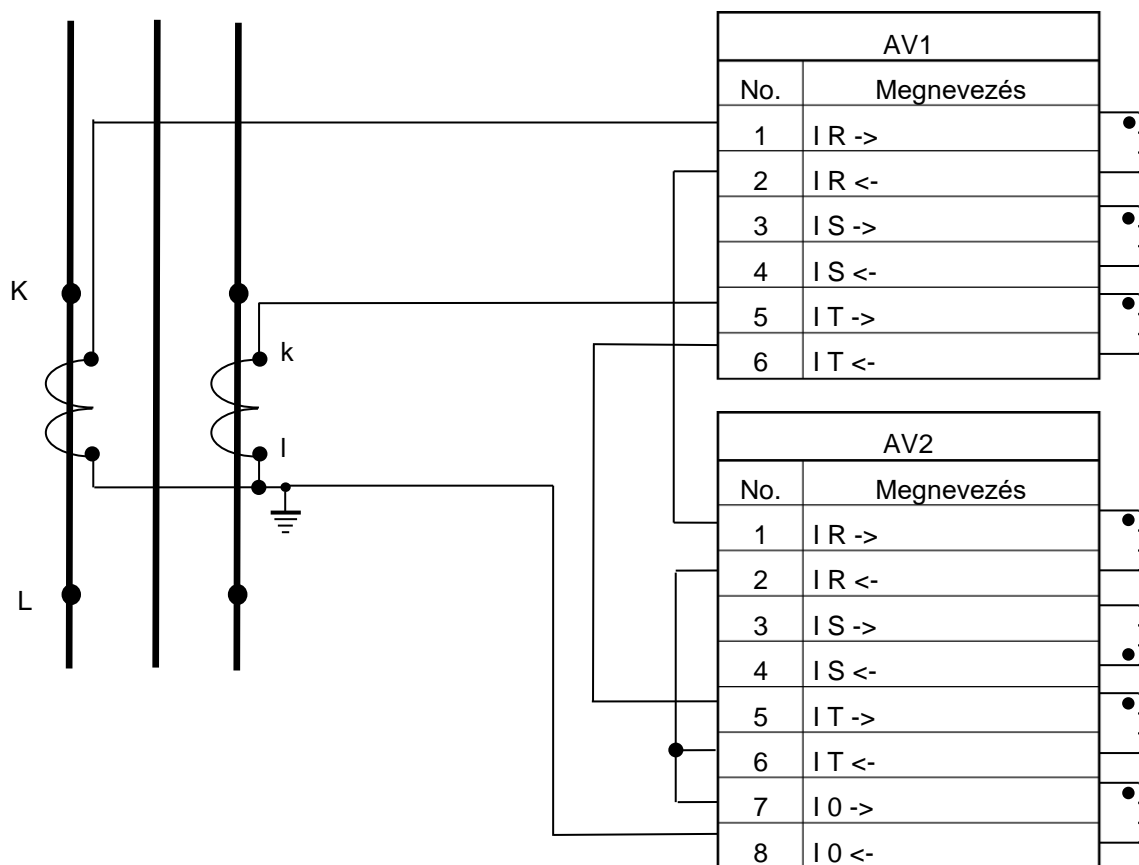 AV1
No. Megnevezés
1 I R ->
2 I R <-
3 I S ->
4 I S <-
5 I T ->
6 I T <-
K
k
l
L
AV2
No. Megnevezés
1 I R ->
2 I R <-
3 I S ->
4 I S <-
5 I T ->
6 I T <-
7 I 0 ->
8 I 0 <-